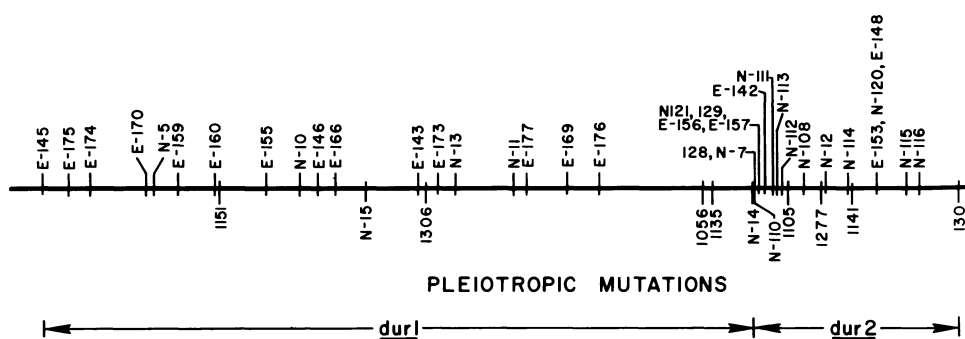 E-145
E-175
E-174
E-170
N-5
E-159
E-160
1151
E-155
N-10
E-146
E-166
N-15
E-143
1306
E-173
N-13
N-11
E-177
E-169
E-176
1056
1135
N-14
128, N-7
N121, 129,
E-156, E-157
E-142
N-111
N-113
N-110
N-112
1105
N-108
1277
N-12
N-114
1141
E-153, N-120, E-148
N-115
N-116
130
PLEIOTROPIC MUTATIONS
dur1
dur2